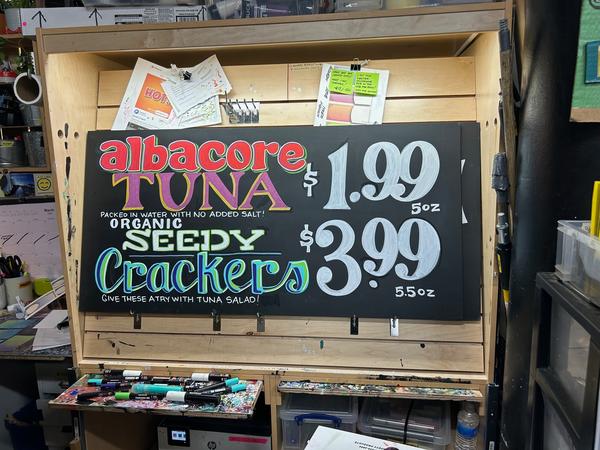 albacore
TUNA
$1.99
5oz
PACKED IN WATER WITH NO ADDED SALT!
ORGANIC
SEEDY
Crackers
$3.99
5.5oz
GIVE THESE A TRY WITH TUNA SALAD!
HOT